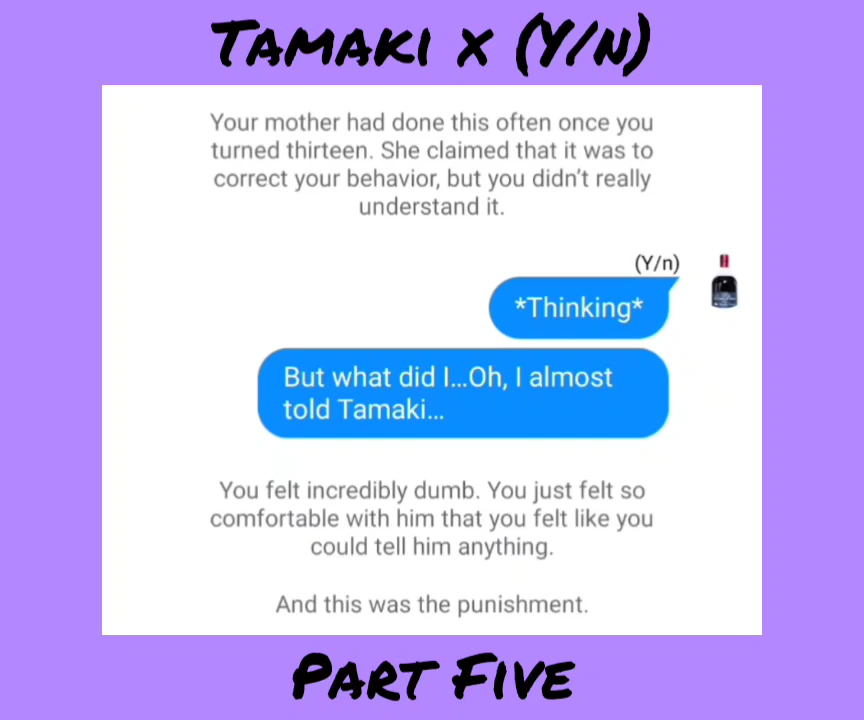 TAMAKI X (Y/N)
Your mother had done this often once you
turned thirteen. She claimed that it was to
correct your behavior, but you didn't really
understand it.
(Y/n)
*Thinking*
But what did I...Oh, I almost
told Tamaki...
You felt incredibly dumb. You just felt so
comfortable with him that you felt like you
could tell him anything.
And this was the punishment.
PART FIVE